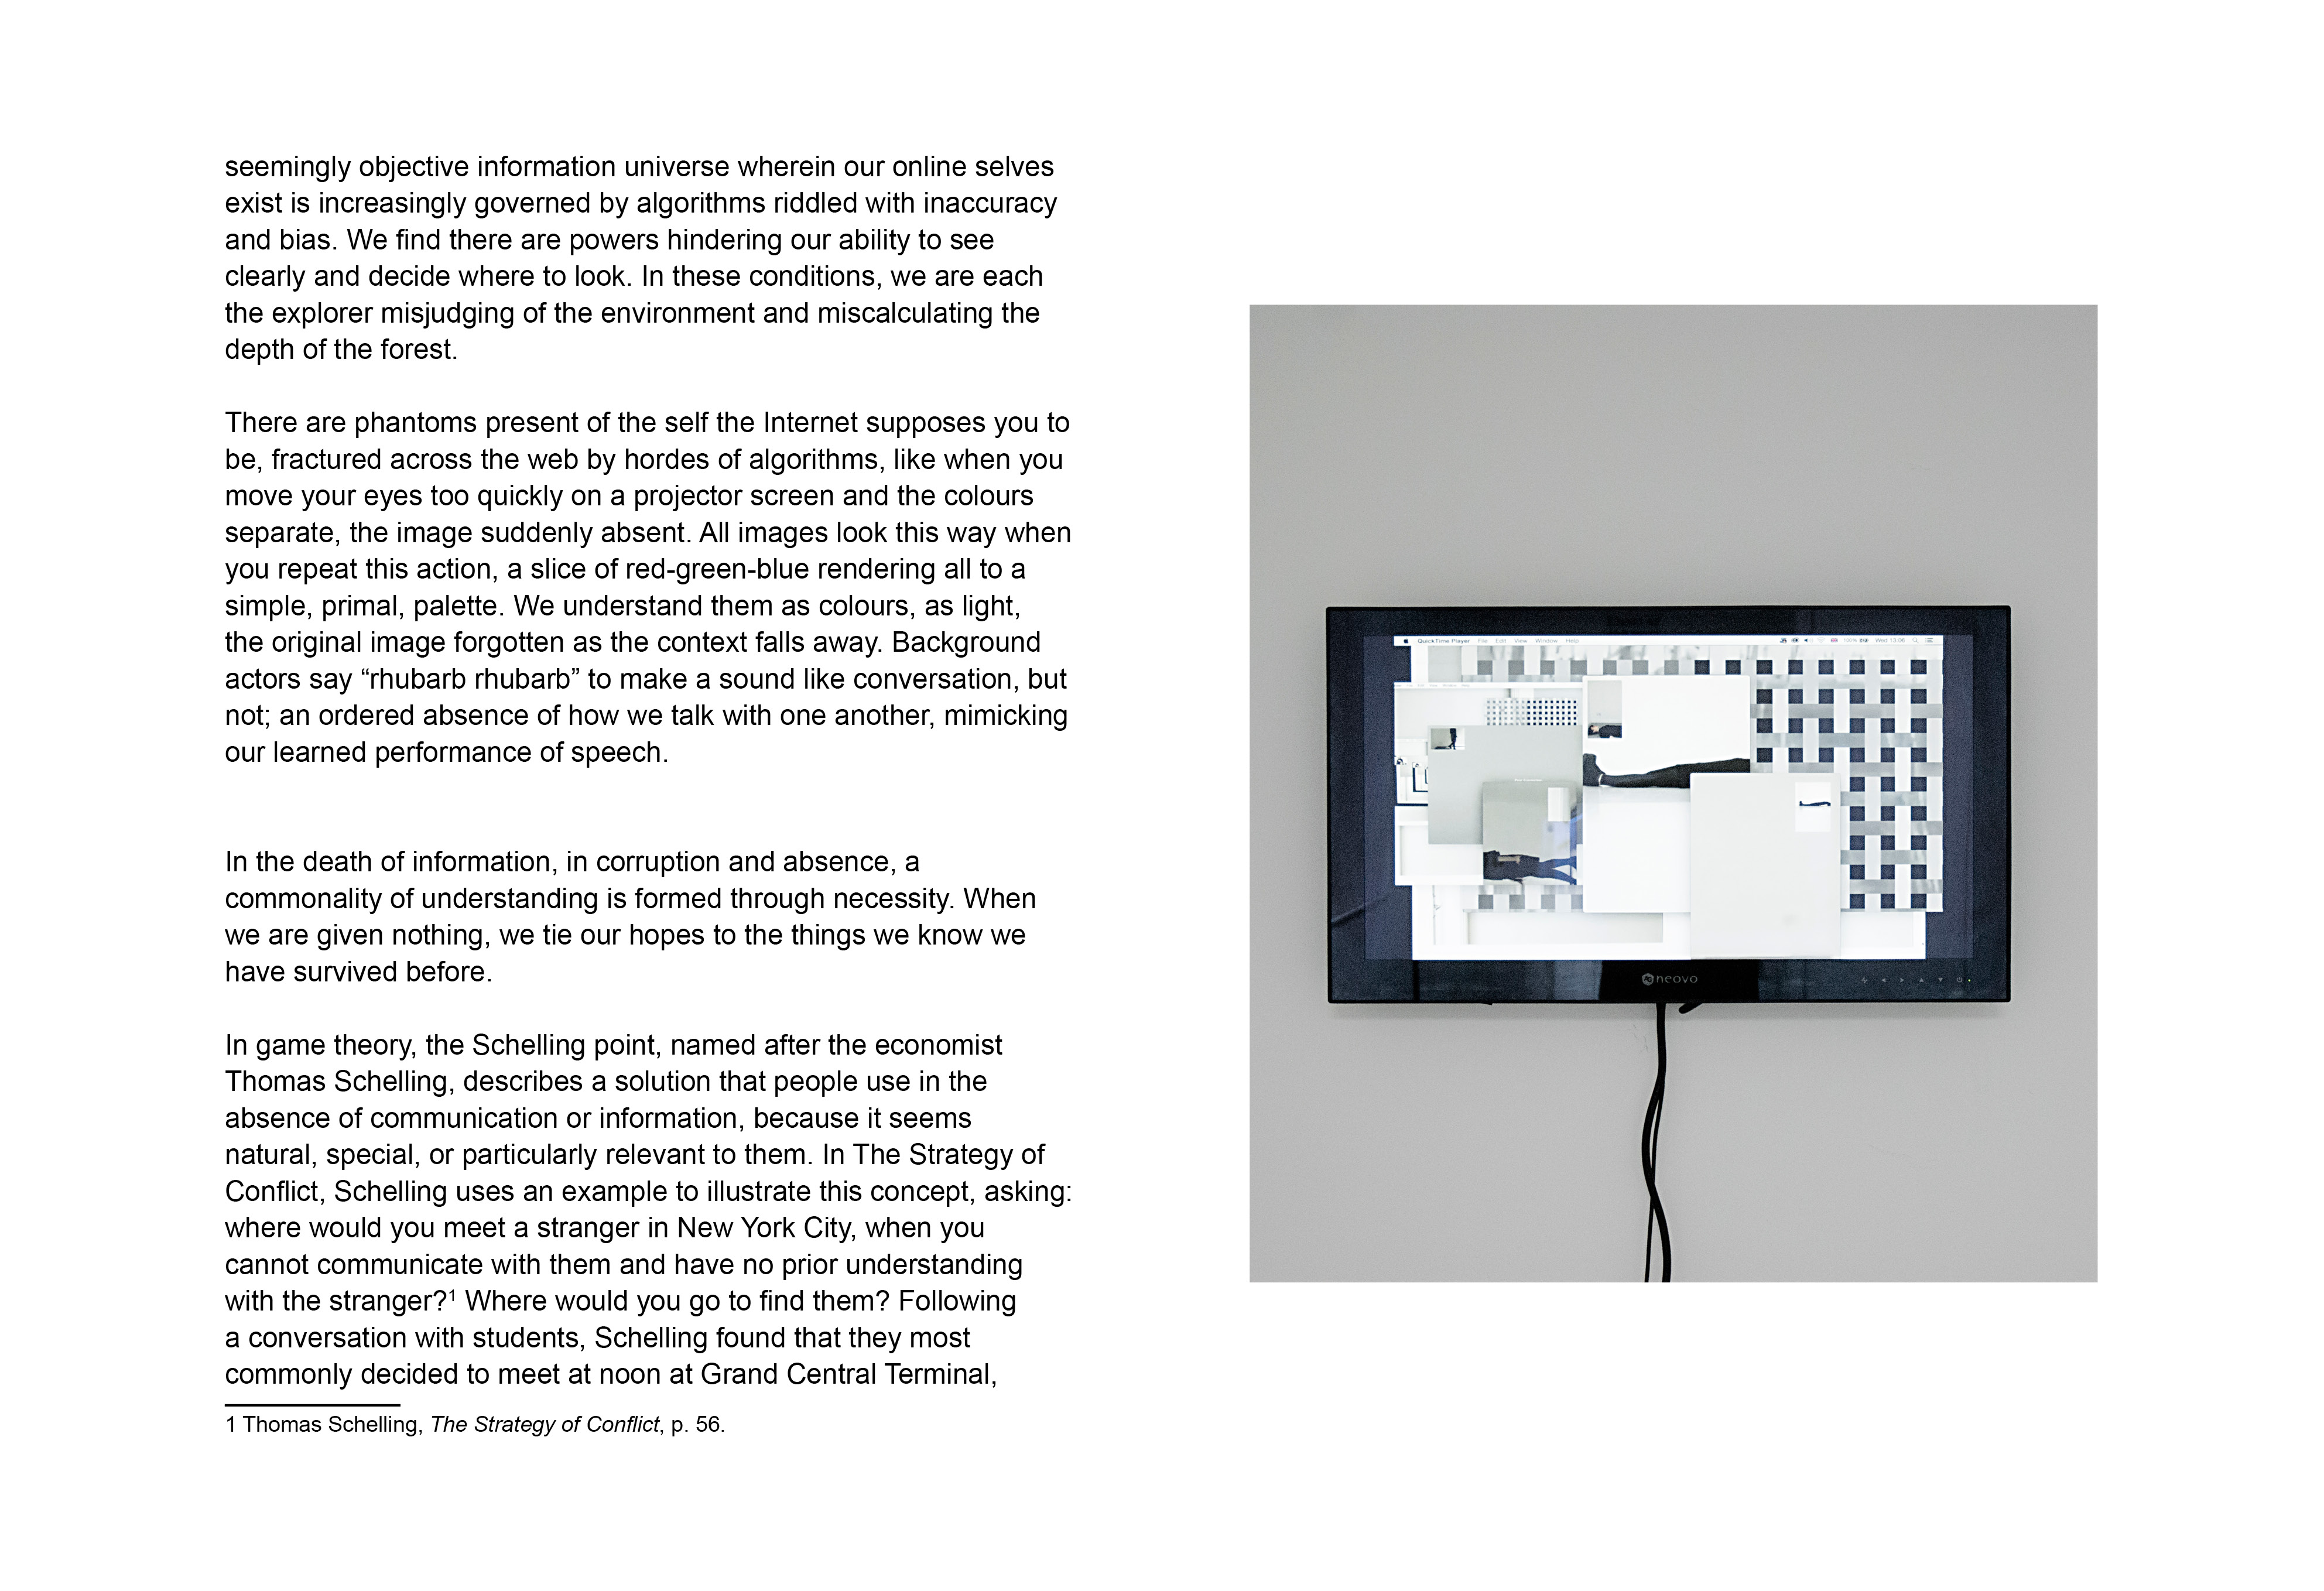 seemingly objective information universe wherein our online selves
exist is increasingly governed by algorithms riddled with inaccuracy
and bias. We find there are powers hindering our ability to see
clearly and decide where to look. In these conditions, we are each
the explorer misjudging of the environment and miscalculating the
depth of the forest.
There are phantoms present of the self the Internet supposes you to
be, fractured across the web by hordes of algorithms, like when you
move your eyes too quickly on a projector screen and the colours
separate, the image suddenly absent. All images look this way when
you repeat this action, a slice of red-green-blue rendering all to a
simple, primal, palette. We understand them as colours, as light,
the original image forgotten as the context falls away. Background
actors say “rhubarb rhubarb” to make a sound like conversation, but
not; an ordered absence of how we talk with one another, mimicking
our learned performance of speech.
In the death of information, in corruption and absence, a
commonality of understanding is formed through necessity. When
we are given nothing, we tie our hopes to the things we know we
have survived before.
In game theory, the Schelling point, named after the economist
Thomas Schelling, describes a solution that people use in the
absence of communication or information, because it seems
natural, special, or particularly relevant to them. In The Strategy of
Conflict, Schelling uses an example to illustrate this concept, asking:
where would you meet a stranger in New York City, when you
cannot communicate with them and have no prior understanding
with the stranger?1 Where would you go to find them? Following
a conversation with students, Schelling found that they most
commonly decided to meet at noon at Grand Central Terminal,
1 Thomas Schelling, The Strategy of Conflict, p. 56.
QuickTime Player File Edit View Window Help 100% Wed 13:06
neovo